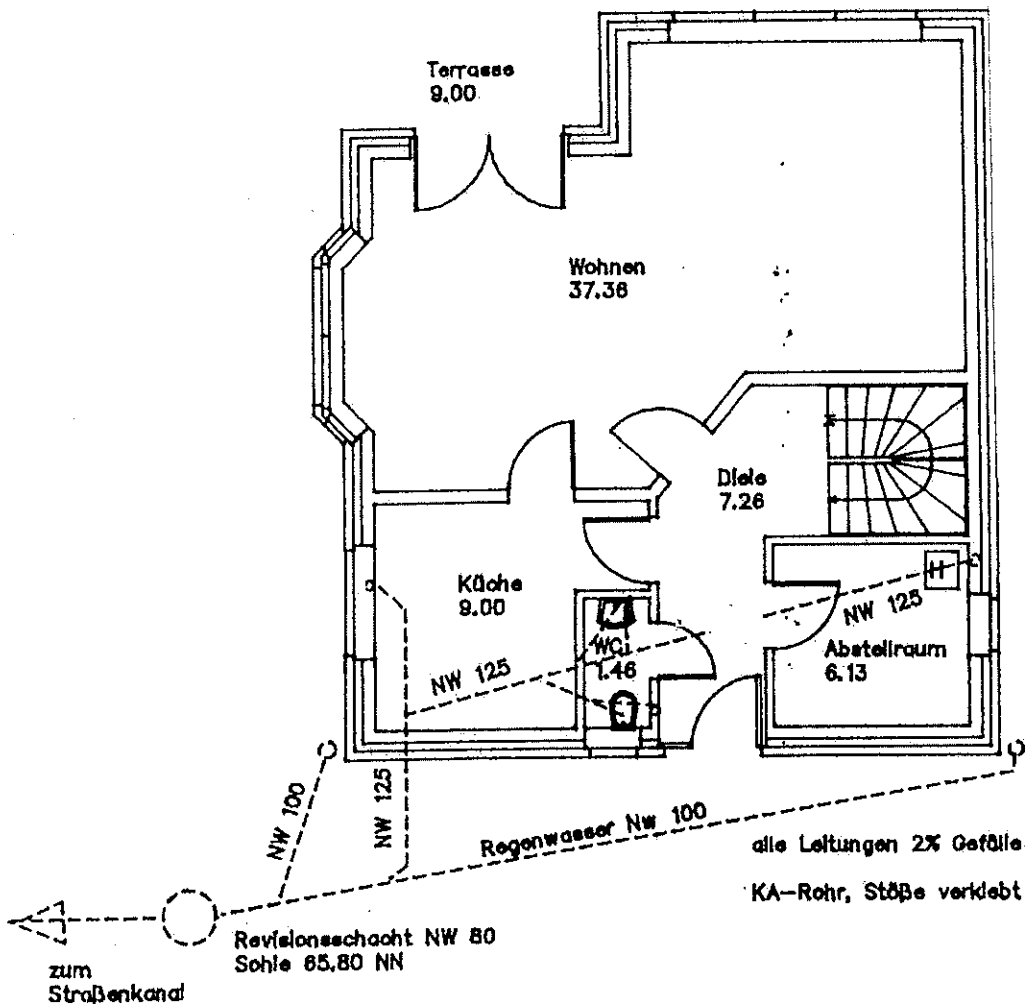 Terrasse
9.00
Wohnen
37.36
Diele
7.26
Küche
9.00
NW 125
WC
1.46
NW 125
Abstellraum
6.13
NW 125
NW 100
Regenwasser Nw 100
alle Leitungen 2% Gefälle
KA-Rohr, Stöße verklebt
Revisionsschacht NW 80
Sohle 65.80 NN
zum
Straßenkanal